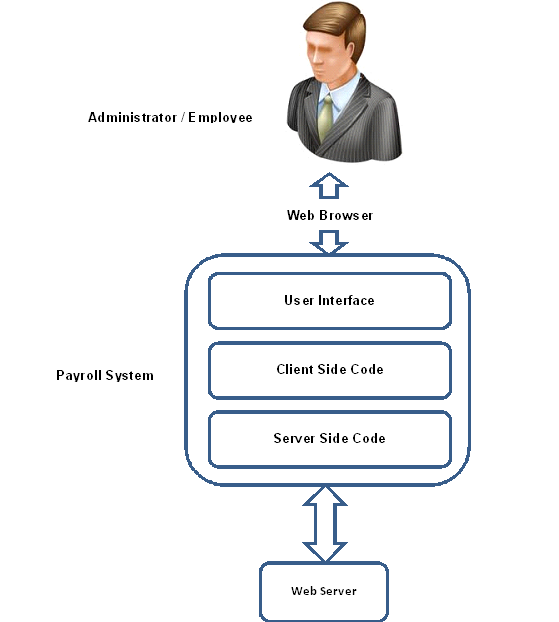 Administrator / Employee
Web Browser
User Interface
Client Side Code
Payroll System
Server Side Code
Web Server